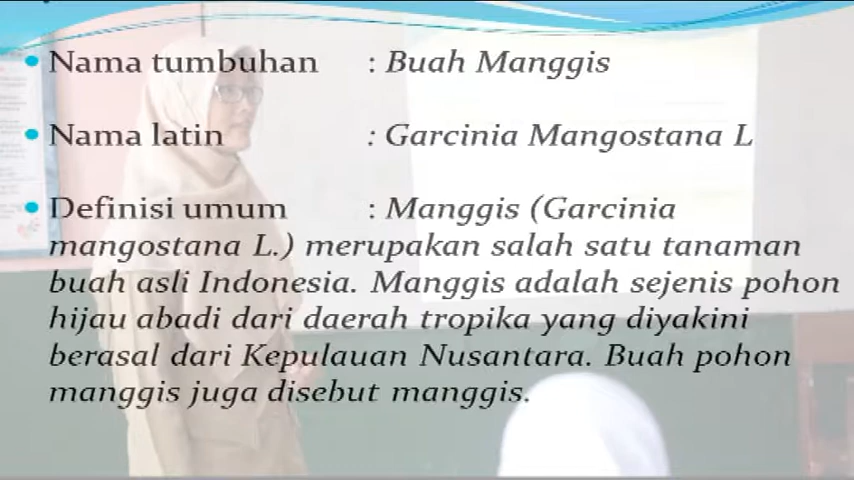 • Nama tumbuhan : Buah Manggis
• Nama latin : Garcinia Mangostana L
• Definisi umum : Manggis (Garcinia
mangostana L.) merupakan salah satu tanaman
buah asli Indonesia. Manggis adalah sejenis pohon
hijau abadi dari daerah tropika yang diyakini
berasal dari Kepulauan Nusantara. Buah pohon
manggis juga disebut manggis.